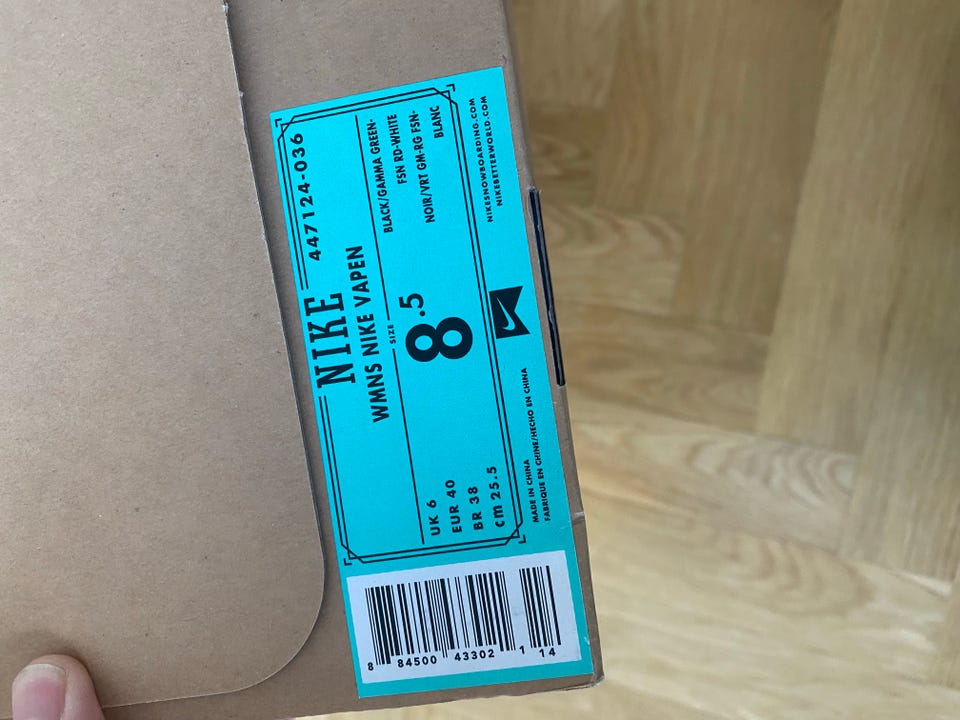 NIKE 447124-036
WMNS NIKE VAPEN
SIZE
8.5
BLACK/GAMMA GREEN-
FSN RD-WHITE
NOIR/VRT GM-RG FSN-
BLANC
UK 6
EUR 40
BR 38
cm 25.5
NIKESNOWBOARDING.COM
NIKEBETTERWORLD.COM
MADE IN CHINA
FABRIQUE EN CHINE/HECHO EN CHINA
8 84500 43302 1 14